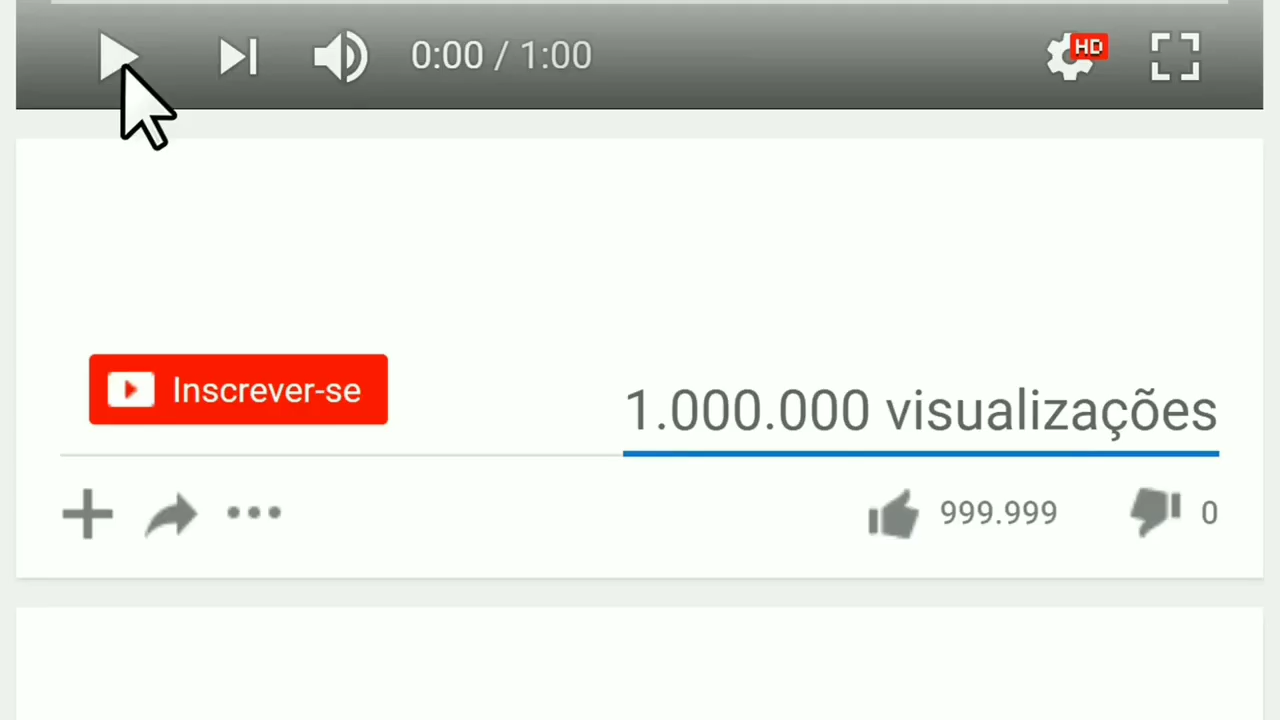 0:00 / 1:00
HD
Inscrever-se
1.000.000 visualizações
999.999
0